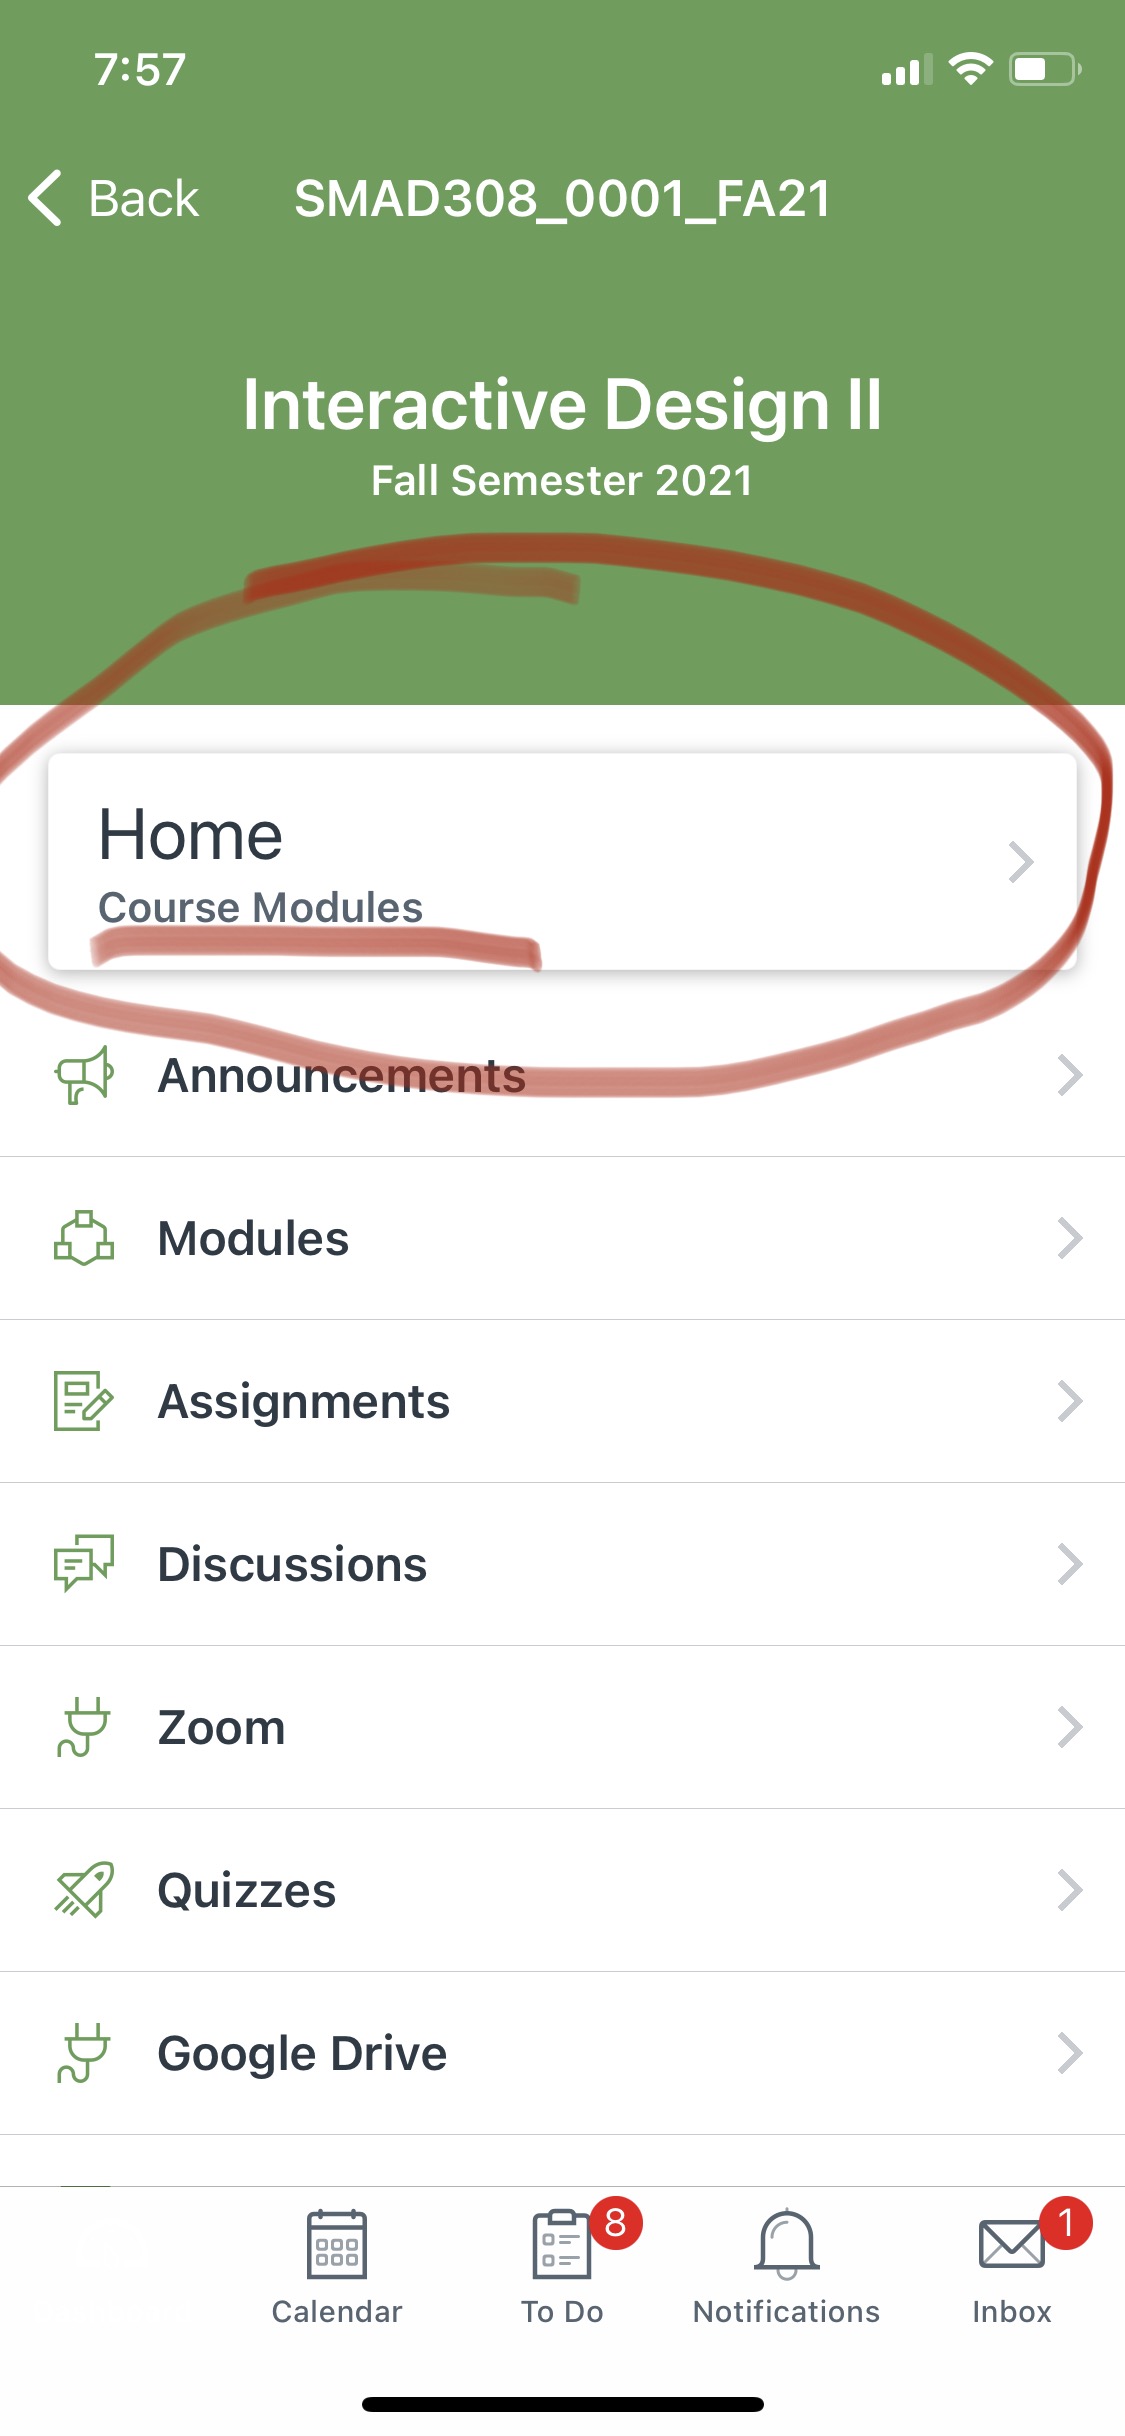 7:57
Back SMAD308_0001_FA21
Interactive Design II
Fall Semester 2021
Home
Course Modules
Announcements
Modules
Assignments
Discussions
Zoom
Quizzes
Google Drive
8 1
Calendar To Do Notifications Inbox